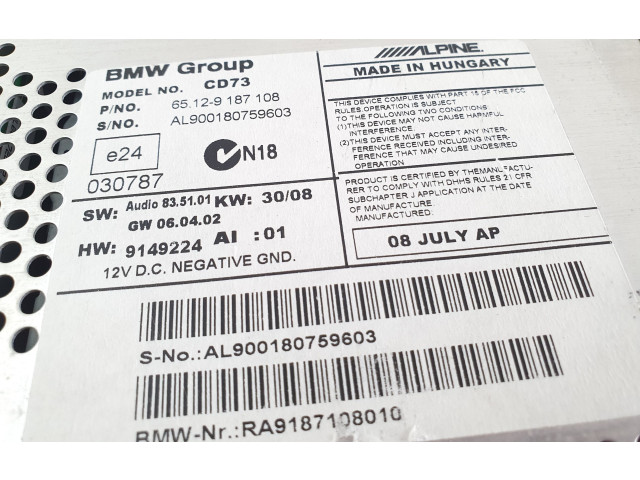 BMW Group
MODEL NO. CD73
P/NO. 65.12-9 187 108
S/NO. AL900180759603
e24
N18
030787
SW: Audio 83.51.01 KW: 30/08
GW 06.04.02
HW: 9149224 AI :01
12V D.C. NEGATIVE GND.
ALPINE
MADE IN HUNGARY
THIS DEVICE COMPLIES WITH PART 15 OF THE FCC
RULES.OPERATION IS SUBJECT
TO THE FOLLOWING TWO CONDITIONS:
(1)THIS DEVICE MAY NOT CAUSE HARMFUL
INTERFERENCE.
(2)THIS DEVICE MUST ACCEPT ANY INTER-
FERENCE RECEIVED INCLUDING INTER-
FERENCE THAT MAY CAUSE UNDESIRED
OPERATION
PRODUCT IS CERTIFIED BY THEMANUFACTU-
RER TO COMPLY WITH DHHS RULES 21 CFR
SUBCHAPTER J APPLICATION AT THE DATE
OF MANUFACTURE
MANUFACTURED:
08 JULY AP
S-No.:AL900180759603
BMW-Nr.:RA9187108010